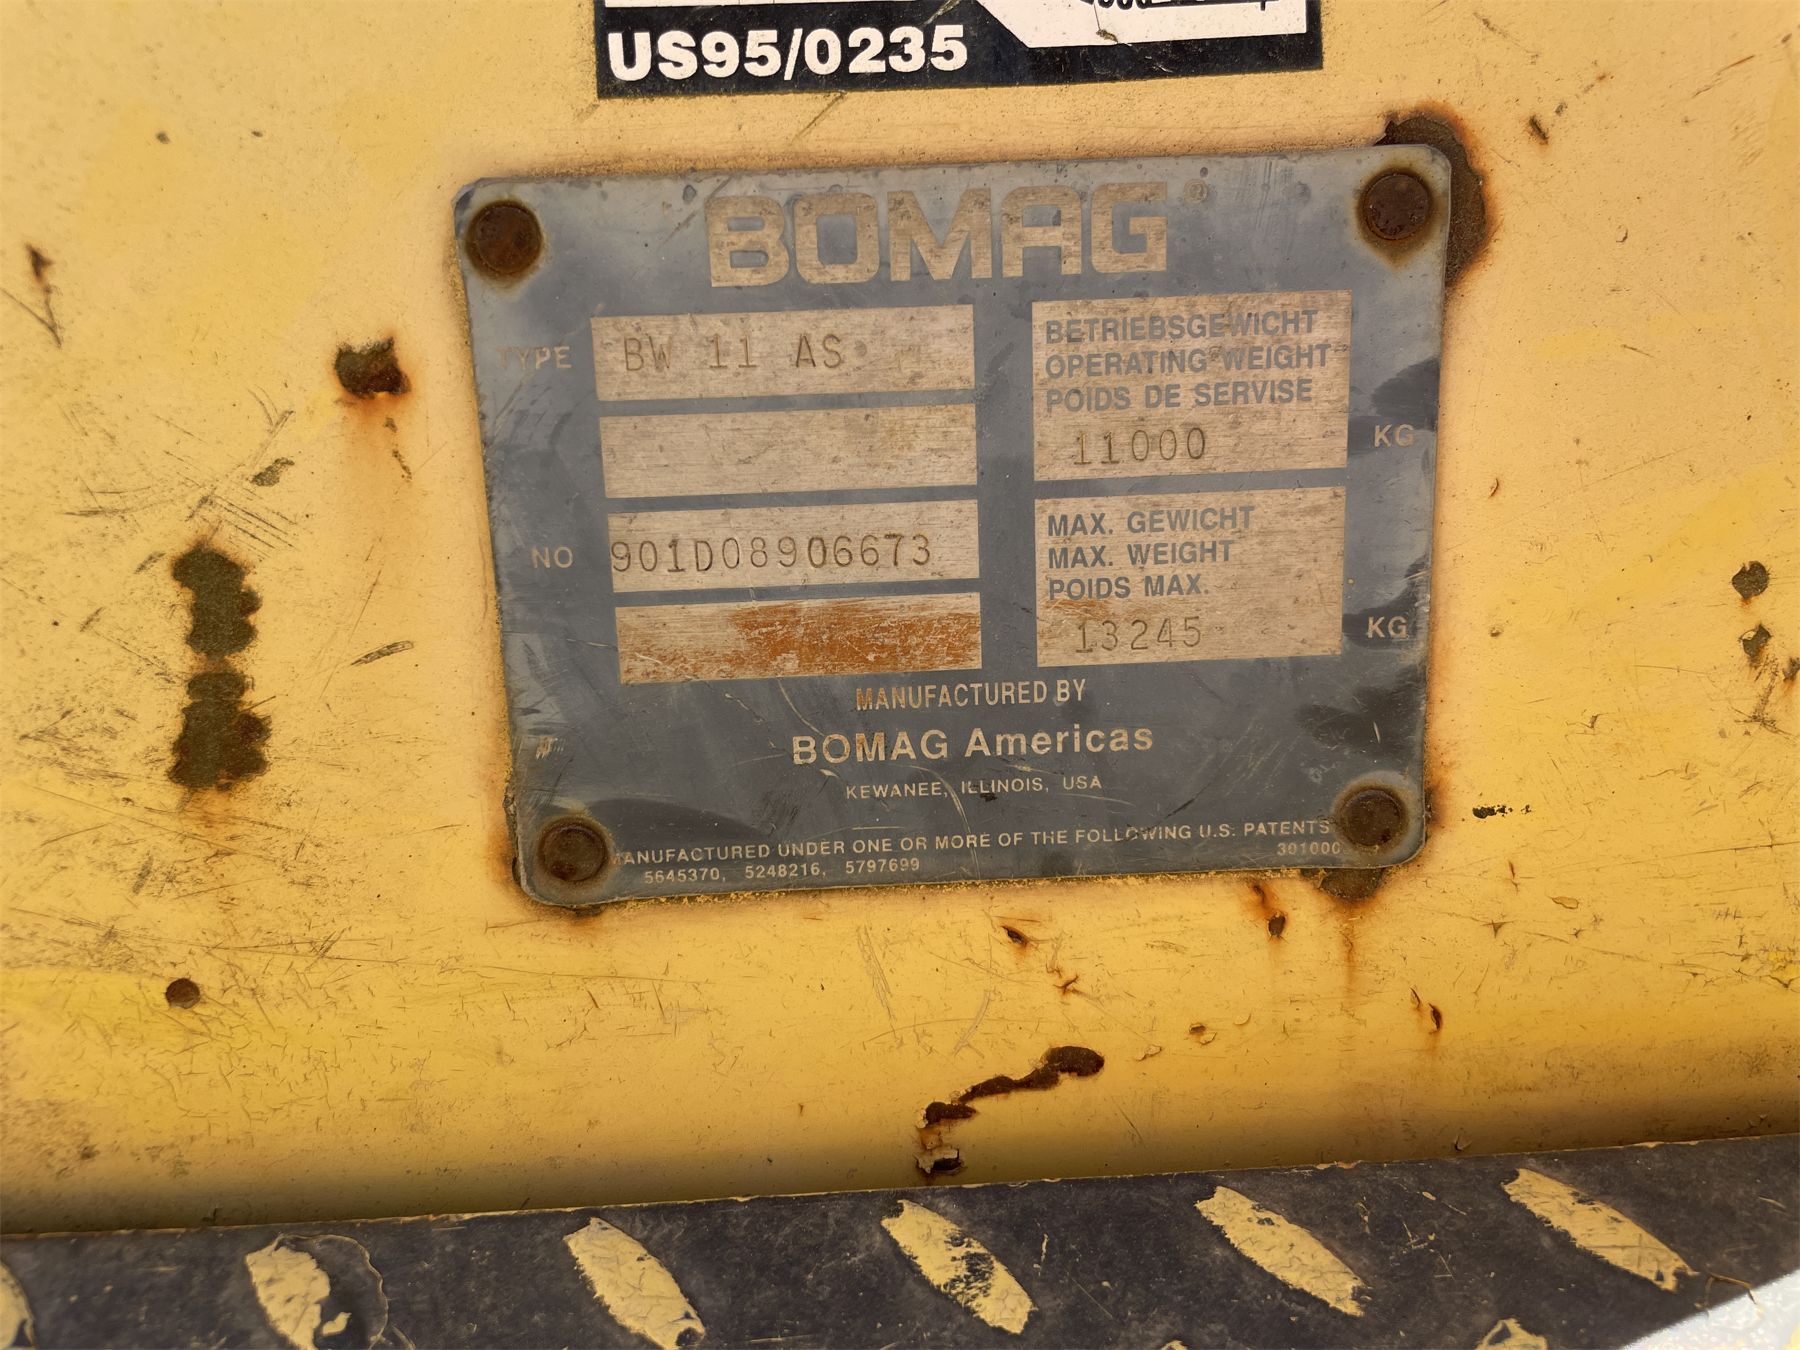 US95/0235
BOMAG®
TYPE BW 11 AS
BETRIEBSGEWICHT
OPERATING WEIGHT
POIDS DE SERVISE
11000 KG
NO 901D08906673
MAX. GEWICHT
MAX. WEIGHT
POIDS MAX.
13245 KG
MANUFACTURED BY
BOMAG Americas
KEWANEE, ILLINOIS, USA
MANUFACTURED UNDER ONE OR MORE OF THE FOLLOWING U.S. PATENTS
5645370, 5248216, 5797699